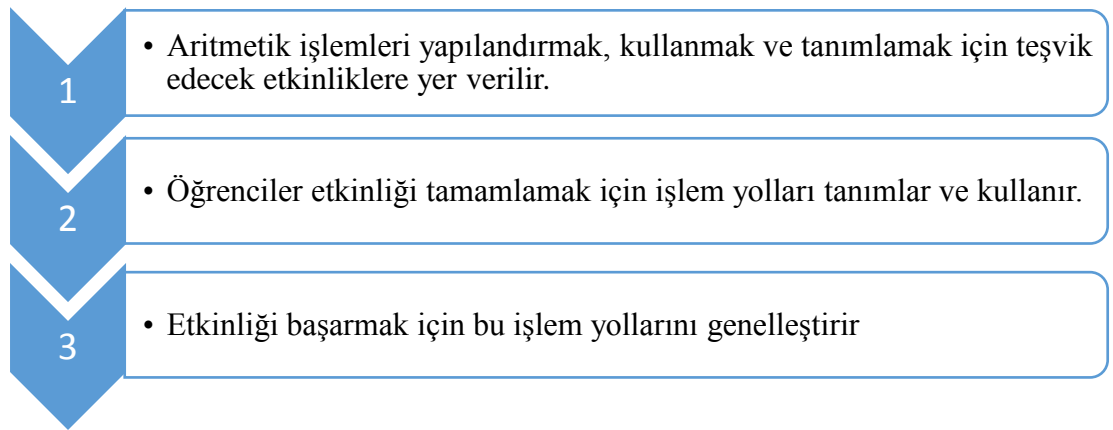 1
• Aritmetik işlemleri yapılandırmak, kullanmak ve tanımlamak için teşvik
edecek etkinliklere yer verilir.
2
• Öğrenciler etkinliği tamamlamak için işlem yolları tanımlar ve kullanır.
3
• Etkinliği başarmak için bu işlem yollarını genelleştirir